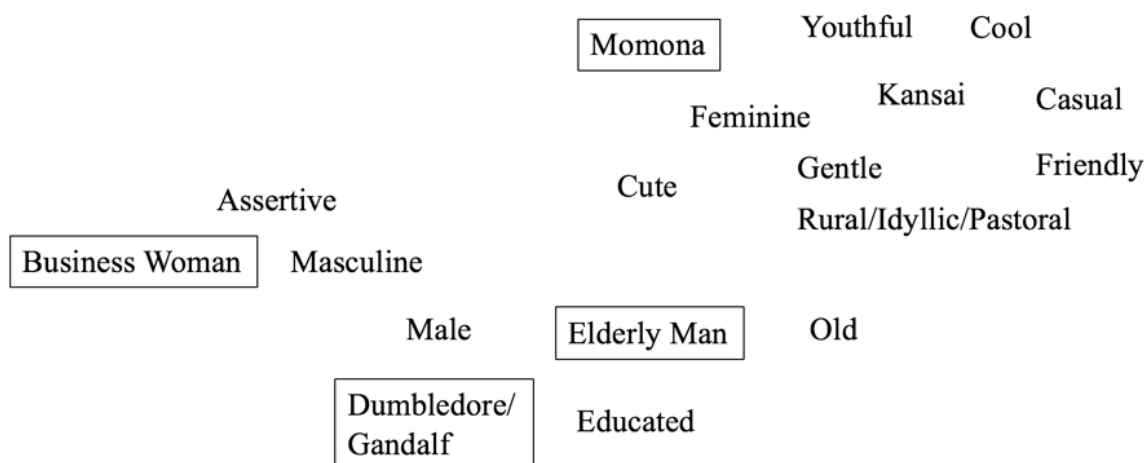 Momona
Youthful
Cool
Kansai
Casual
Feminine
Gentle
Friendly
Cute
Assertive
Rural/Idyllic/Pastoral
Business Woman
Masculine
Male
Elderly Man
Old
Dumbledore/
Gandalf
Educated